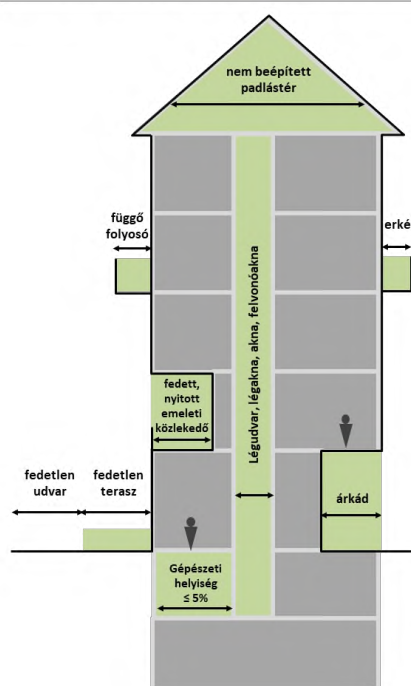 nem beépített
padlástér
függő
folyosó
erké
Légudvar, légakna, akna, felvonóakna
fedett,
nyitott
emeleti
közlekedő
fedetlen
udvar
fedetlen
terasz
árkád
Gépészeti
helyiség
≤ 5%